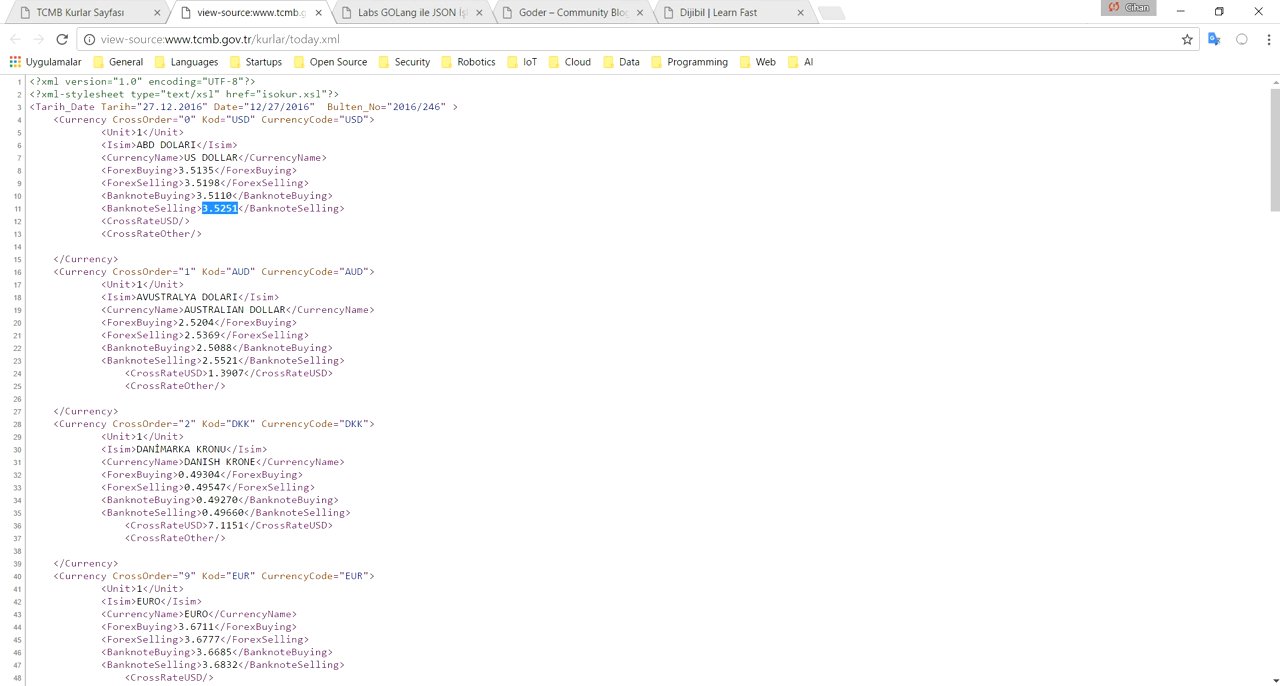 TCMB Kurlar Sayfası
view-source:www.tcmb.g
Labs GOLang ile JSON İşl
Goder – Community Blo
Dijibil | Learn Fast
Cihan
view-source:www.tcmb.gov.tr/kurlar/today.xml
Uygulamalar General Languages Startups Open Source Security Robotics IoT Cloud Data Programming Web AI
1 <?xml version="1.0" encoding="UTF-8"?>
2 <?xml-stylesheet type="text/xsl" href="isokur.xsl"?>
3 <Tarih_Date Tarih="27.12.2016" Date="12/27/2016" Bulten_No="2016/246" >
4 <Currency CrossOrder="0" Kod="USD" CurrencyCode="USD">
5 <Unit>1</Unit>
6 <Isim>ABD DOLARI</Isim>
7 <CurrencyName>US DOLLAR</CurrencyName>
8 <ForexBuying>3.5135</ForexBuying>
9 <ForexSelling>3.5198</ForexSelling>
10 <BanknoteBuying>3.5110</BanknoteBuying>
11 <BanknoteSelling>3.5251</BanknoteSelling>
12 <CrossRateUSD/>
13 <CrossRateOther/>
14
15 </Currency>
16 <Currency CrossOrder="1" Kod="AUD" CurrencyCode="AUD">
17 <Unit>1</Unit>
18 <Isim>AVUSTRALYA DOLARI</Isim>
19 <CurrencyName>AUSTRALIAN DOLLAR</CurrencyName>
20 <ForexBuying>2.5204</ForexBuying>
21 <ForexSelling>2.5369</ForexSelling>
22 <BanknoteBuying>2.5088</BanknoteBuying>
23 <BanknoteSelling>2.5521</BanknoteSelling>
24 <CrossRateUSD>1.3907</CrossRateUSD>
25 <CrossRateOther/>
26
27 </Currency>
28 <Currency CrossOrder="2" Kod="DKK" CurrencyCode="DKK">
29 <Unit>1</Unit>
30 <Isim>DANİMARKA KRONU</Isim>
31 <CurrencyName>DANISH KRONE</CurrencyName>
32 <ForexBuying>0.49304</ForexBuying>
33 <ForexSelling>0.49547</ForexSelling>
34 <BanknoteBuying>0.49270</BanknoteBuying>
35 <BanknoteSelling>0.49660</BanknoteSelling>
36 <CrossRateUSD>7.1151</CrossRateUSD>
37 <CrossRateOther/>
38
39 </Currency>
40 <Currency CrossOrder="9" Kod="EUR" CurrencyCode="EUR">
41 <Unit>1</Unit>
42 <Isim>EURO</Isim>
43 <CurrencyName>EURO</CurrencyName>
44 <ForexBuying>3.6711</ForexBuying>
45 <ForexSelling>3.6777</ForexSelling>
46 <BanknoteBuying>3.6685</BanknoteBuying>
47 <BanknoteSelling>3.6832</BanknoteSelling>
48 <CrossRateUSD/>